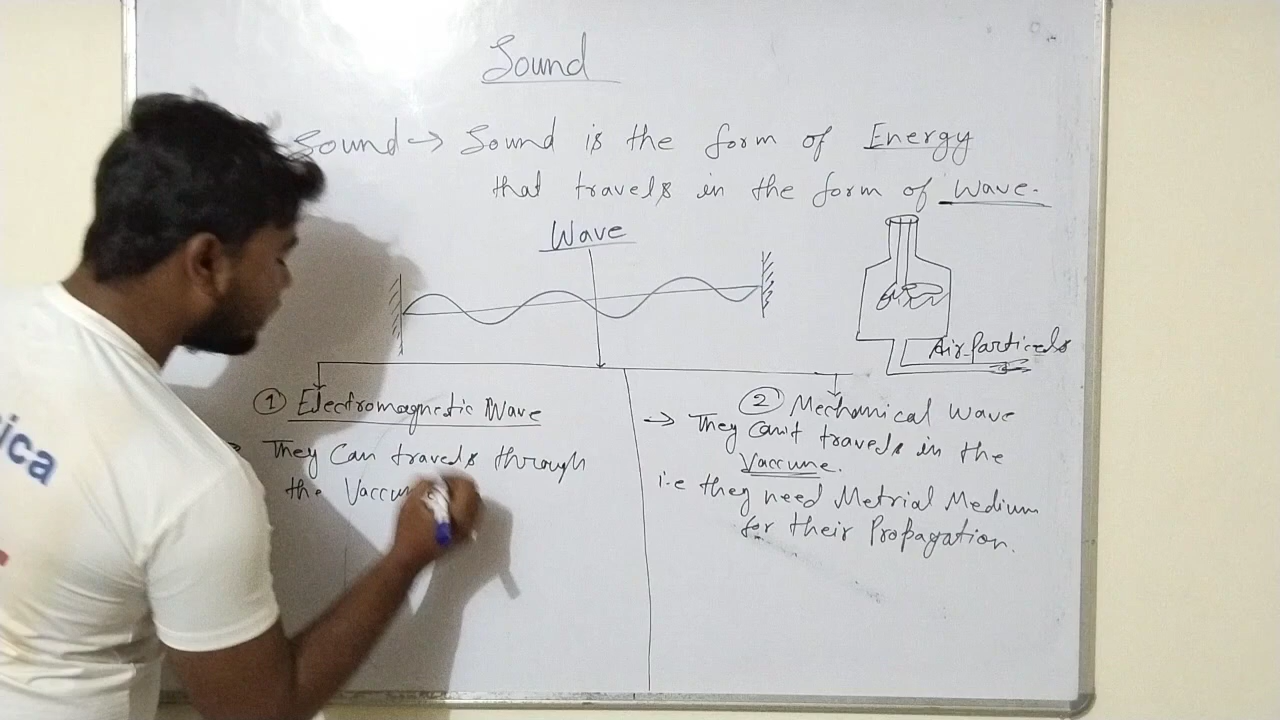 Sound
Sound → Sound is the form of Energy
that travels in the form of Wave.
Wave
Air particels
① Electromagnetic Wave
They Can travels through
the Vaccum
② Mechanical Wave
→ They Can't travels in the
Vaccume.
i.e they need Metrial Medium
for their Propagation.
ica